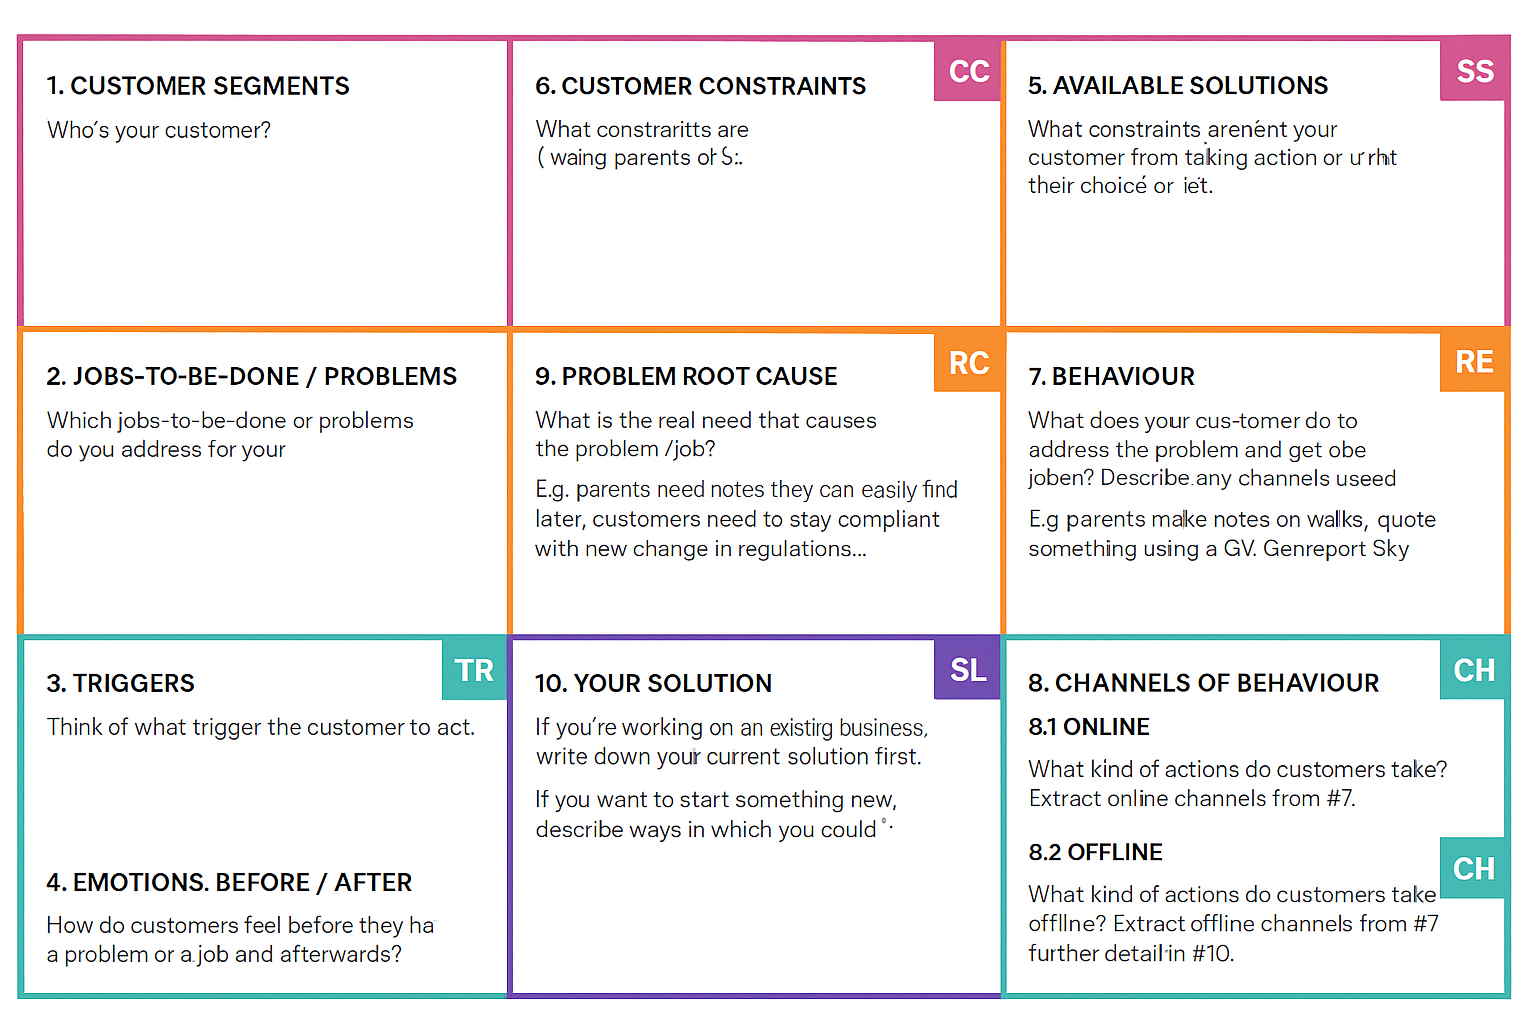 1. CUSTOMER SEGMENTS
Who's your customer?
6. CUSTOMER CONSTRAINTS
CC
What constraritts are
( waing parents
5. AVAILABLE SOLUTIONS
SS
What constraints arenént your
customer from taking action or
their choicé or
2. JOBS-TO-BE-DONE / PROBLEMS
Which jobs-to-be-done or problems
do you address for your
9. PROBLEM ROOT CAUSE
RC
What is the real need that causes
the problem /job?
E.g. parents need notes they can easily find
later, customers need to stay compliant
with new change in regulations...
7. BEHAVIOUR
RE
What does your cus-tomer do to
address the problem and get obe
joben? Describe.any channels useed
E.g parents make notes on walks, quote
something using a GV. Genreport Sky
3. TRIGGERS
TR
Think of what trigger the customer to act.
4. EMOTIONS. BEFORE / AFTER
How do customers feel before they ha
a problem or a.job and afterwards?
10. YOUR SOLUTION
SL
If you're working on an existirg business,
write down your current solution first.
If you want to start something new,
describe ways in which you could
8. CHANNELS OF BEHAVIOUR
CH
8.1 ONLINE
What kind of actions do customers take?
Extract online channels from #7.
8.2 OFFLINE
CH
What kind of actions do customers take
offllne? Extract offline channels from #7
further detail in #10.